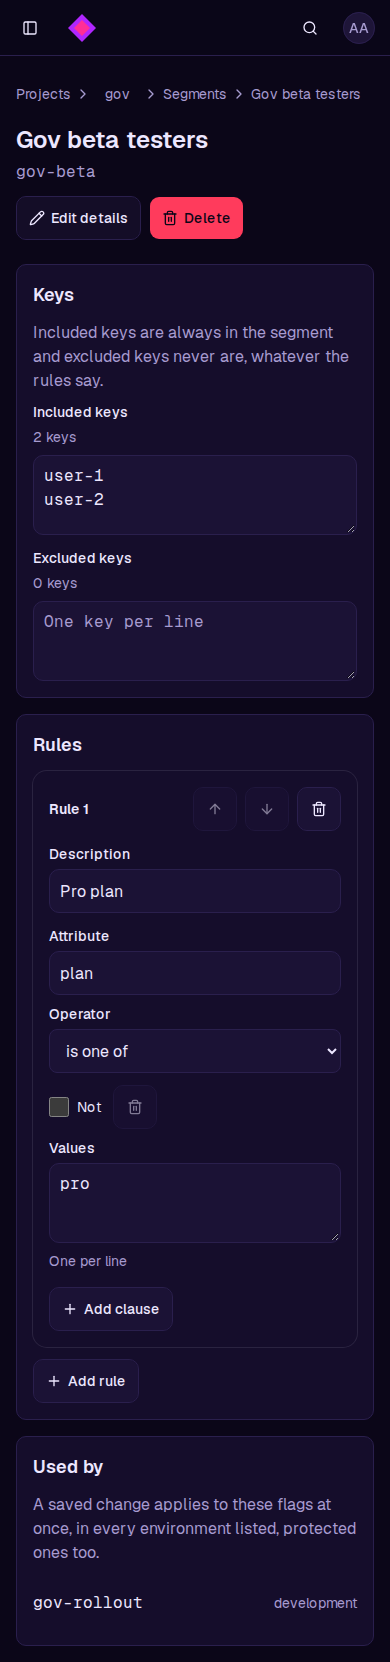 AA
Projects > gov > Segments > Gov beta testers
Gov beta testers
gov-beta
Edit details
Delete
Keys
Included keys are always in the segment
and excluded keys never are, whatever the
rules say.
Included keys
2 keys
user-1
user-2
Excluded keys
0 keys
One key per line
Rules
Rule 1
Description
Pro plan
Attribute
plan
Operator
is one of
Not
Values
pro
One per line
Add clause
Add rule
Used by
A saved change applies to these flags at
once, in every environment listed, protected
ones too.
gov-rollout development